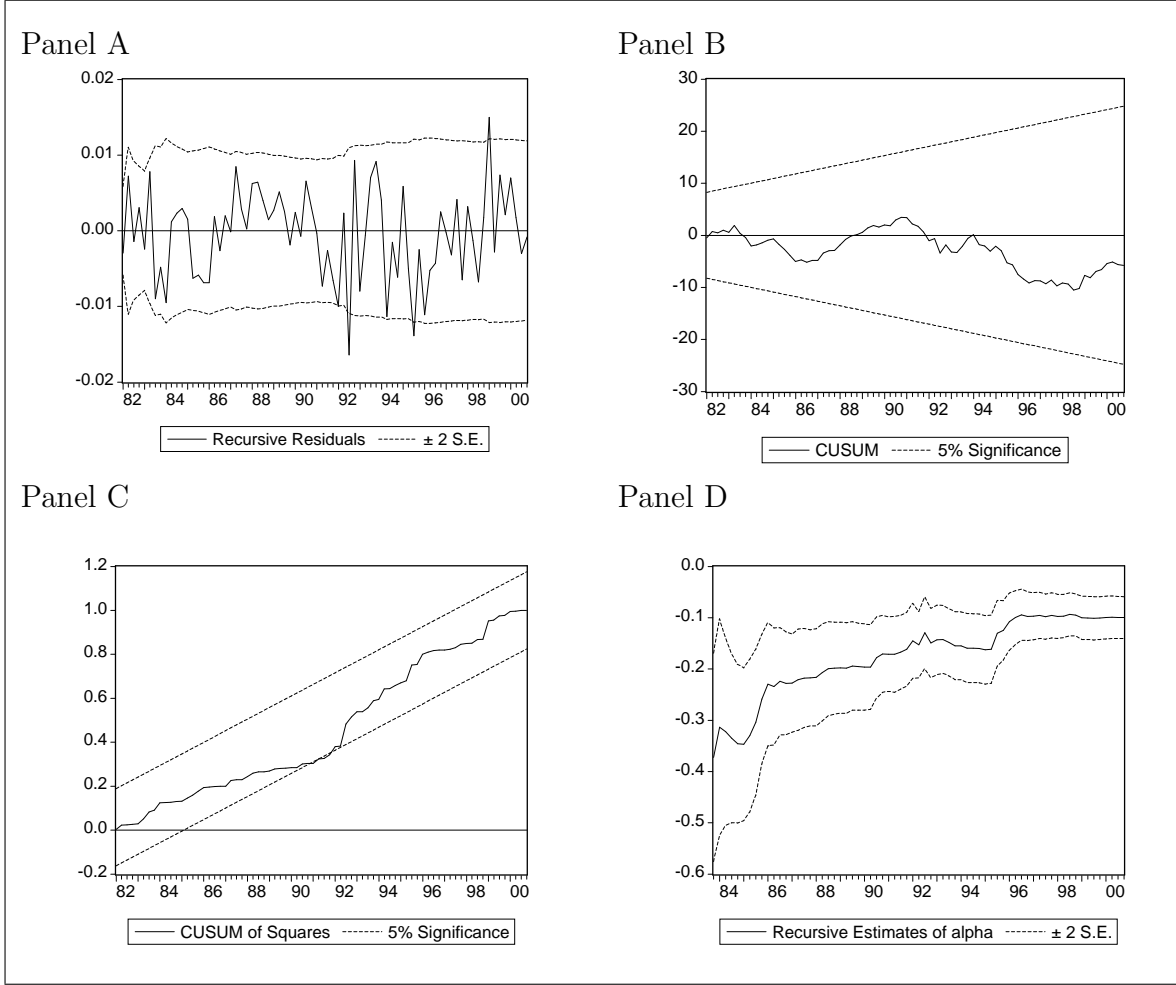 Panel A
0.02
0.01
0.00
-0.01
-0.02
82 84 86 88 90 92 94 96 98 00
Recursive Residuals ± 2 S.E.
Panel B
30
20
10
0
-10
-20
-30
82 84 86 88 90 92 94 96 98 00
CUSUM 5% Significance
Panel C
1.2
1.0
0.8
0.6
0.4
0.2
0.0
-0.2
82 84 86 88 90 92 94 96 98 00
CUSUM of Squares 5% Significance
Panel D
0.0
-0.1
-0.2
-0.3
-0.4
-0.5
-0.6
84 86 88 90 92 94 96 98 00
Recursive Estimates of alpha ± 2 S.E.